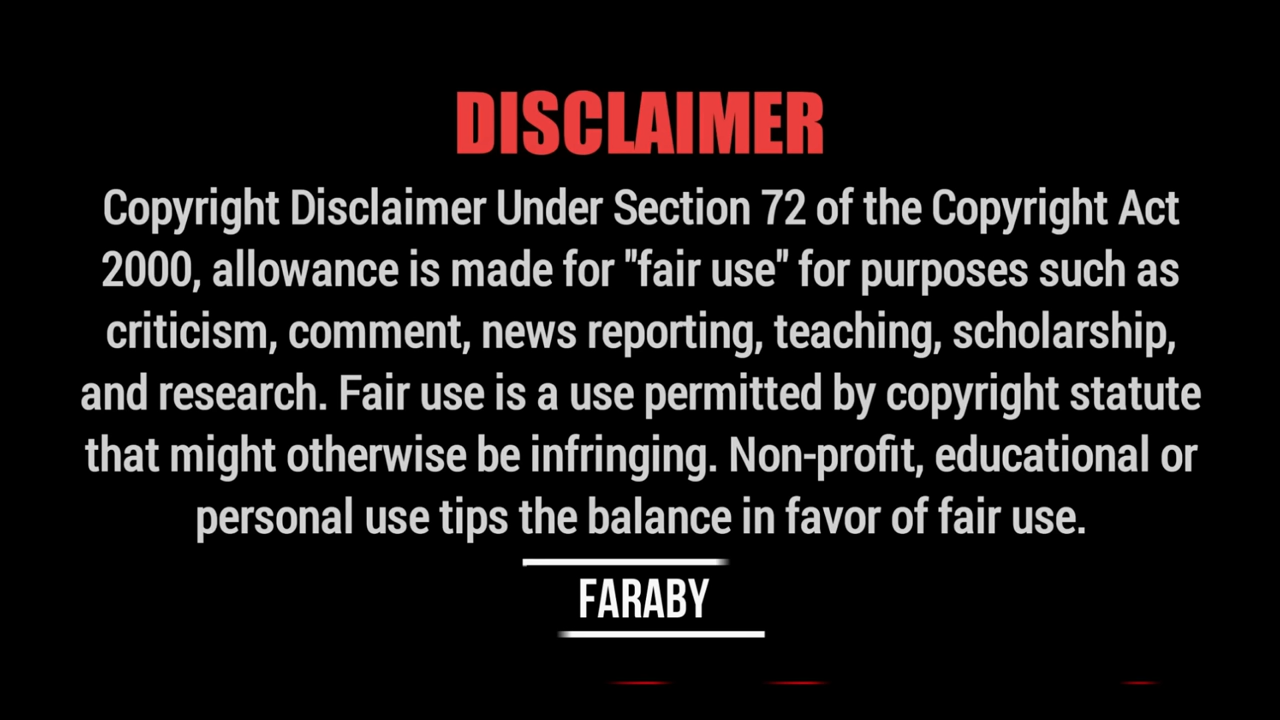 DISCLAIMER
Copyright Disclaimer Under Section 72 of the Copyright Act
2000, allowance is made for "fair use" for purposes such as
criticism, comment, news reporting, teaching, scholarship,
and research. Fair use is a use permitted by copyright statute
that might otherwise be infringing. Non-profit, educational or
personal use tips the balance in favor of fair use.
FARABY